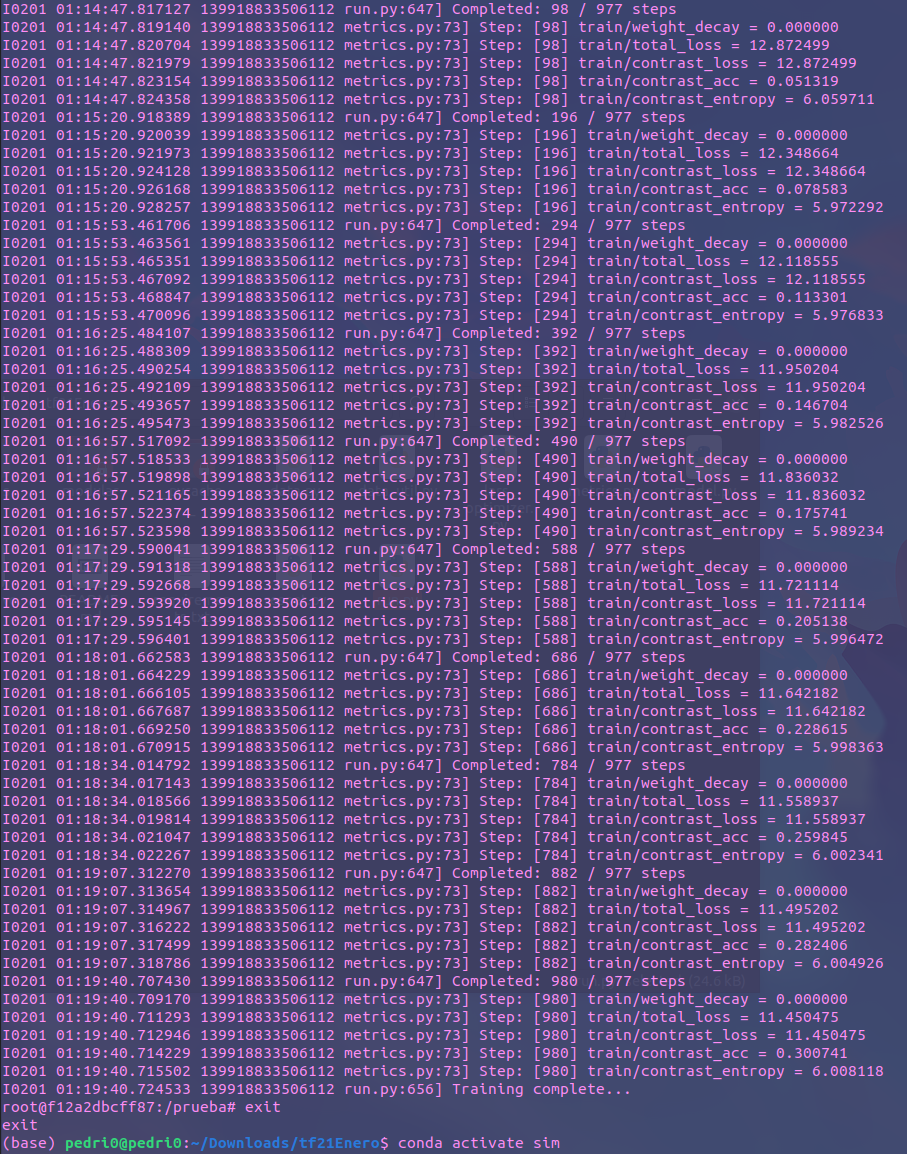 I0201 01:14:47.817127 139918833506112 run.py:647] Completed: 98 / 977 steps
I0201 01:14:47.819140 139918833506112 metrics.py:73] Step: [98] train/weight_decay = 0.000000
I0201 01:14:47.820704 139918833506112 metrics.py:73] Step: [98] train/total_loss = 12.872499
I0201 01:14:47.821979 139918833506112 metrics.py:73] Step: [98] train/contrast_loss = 12.872499
I0201 01:14:47.823154 139918833506112 metrics.py:73] Step: [98] train/contrast_acc = 0.051319
I0201 01:14:47.824358 139918833506112 metrics.py:73] Step: [98] train/contrast_entropy = 6.059711
I0201 01:15:20.918389 139918833506112 run.py:647] Completed: 196 / 977 steps
I0201 01:15:20.920039 139918833506112 metrics.py:73] Step: [196] train/weight_decay = 0.000000
I0201 01:15:20.921973 139918833506112 metrics.py:73] Step: [196] train/total_loss = 12.348664
I0201 01:15:20.924128 139918833506112 metrics.py:73] Step: [196] train/contrast_loss = 12.348664
I0201 01:15:20.926168 139918833506112 metrics.py:73] Step: [196] train/contrast_acc = 0.078583
I0201 01:15:20.928257 139918833506112 metrics.py:73] Step: [196] train/contrast_entropy = 5.972292
I0201 01:15:53.461706 139918833506112 run.py:647] Completed: 294 / 977 steps
I0201 01:15:53.463561 139918833506112 metrics.py:73] Step: [294] train/weight_decay = 0.000000
I0201 01:15:53.465351 139918833506112 metrics.py:73] Step: [294] train/total_loss = 12.118555
I0201 01:15:53.467092 139918833506112 metrics.py:73] Step: [294] train/contrast_loss = 12.118555
I0201 01:15:53.468847 139918833506112 metrics.py:73] Step: [294] train/contrast_acc = 0.113301
I0201 01:15:53.470096 139918833506112 metrics.py:73] Step: [294] train/contrast_entropy = 5.976833
I0201 01:16:25.484107 139918833506112 run.py:647] Completed: 392 / 977 steps
I0201 01:16:25.488309 139918833506112 metrics.py:73] Step: [392] train/weight_decay = 0.000000
I0201 01:16:25.490254 139918833506112 metrics.py:73] Step: [392] train/total_loss = 11.950204
I0201 01:16:25.492109 139918833506112 metrics.py:73] Step: [392] train/contrast_loss = 11.950204
I0201 01:16:25.493657 139918833506112 metrics.py:73] Step: [392] train/contrast_acc = 0.146704
I0201 01:16:25.495473 139918833506112 metrics.py:73] Step: [392] train/contrast_entropy = 5.982526
I0201 01:16:57.517092 139918833506112 run.py:647] Completed: 490 / 977 steps
I0201 01:16:57.518533 139918833506112 metrics.py:73] Step: [490] train/weight_decay = 0.000000
I0201 01:16:57.519898 139918833506112 metrics.py:73] Step: [490] train/total_loss = 11.836032
I0201 01:16:57.521165 139918833506112 metrics.py:73] Step: [490] train/contrast_loss = 11.836032
I0201 01:16:57.522374 139918833506112 metrics.py:73] Step: [490] train/contrast_acc = 0.175741
I0201 01:16:57.523598 139918833506112 metrics.py:73] Step: [490] train/contrast_entropy = 5.989234
I0201 01:17:29.590041 139918833506112 run.py:647] Completed: 588 / 977 steps
I0201 01:17:29.591318 139918833506112 metrics.py:73] Step: [588] train/weight_decay = 0.000000
I0201 01:17:29.592668 139918833506112 metrics.py:73] Step: [588] train/total_loss = 11.721114
I0201 01:17:29.593920 139918833506112 metrics.py:73] Step: [588] train/contrast_loss = 11.721114
I0201 01:17:29.595145 139918833506112 metrics.py:73] Step: [588] train/contrast_acc = 0.205138
I0201 01:17:29.596401 139918833506112 metrics.py:73] Step: [588] train/contrast_entropy = 5.996472
I0201 01:18:01.662583 139918833506112 run.py:647] Completed: 686 / 977 steps
I0201 01:18:01.664229 139918833506112 metrics.py:73] Step: [686] train/weight_decay = 0.000000
I0201 01:18:01.666105 139918833506112 metrics.py:73] Step: [686] train/total_loss = 11.642182
I0201 01:18:01.667687 139918833506112 metrics.py:73] Step: [686] train/contrast_loss = 11.642182
I0201 01:18:01.669250 139918833506112 metrics.py:73] Step: [686] train/contrast_acc = 0.228615
I0201 01:18:01.670915 139918833506112 metrics.py:73] Step: [686] train/contrast_entropy = 5.998363
I0201 01:18:34.014792 139918833506112 run.py:647] Completed: 784 / 977 steps
I0201 01:18:34.017143 139918833506112 metrics.py:73] Step: [784] train/weight_decay = 0.000000
I0201 01:18:34.018566 139918833506112 metrics.py:73] Step: [784] train/total_loss = 11.558937
I0201 01:18:34.019814 139918833506112 metrics.py:73] Step: [784] train/contrast_loss = 11.558937
I0201 01:18:34.021047 139918833506112 metrics.py:73] Step: [784] train/contrast_acc = 0.259845
I0201 01:18:34.022267 139918833506112 metrics.py:73] Step: [784] train/contrast_entropy = 6.002341
I0201 01:19:07.312270 139918833506112 run.py:647] Completed: 882 / 977 steps
I0201 01:19:07.313654 139918833506112 metrics.py:73] Step: [882] train/weight_decay = 0.000000
I0201 01:19:07.314967 139918833506112 metrics.py:73] Step: [882] train/total_loss = 11.495202
I0201 01:19:07.316222 139918833506112 metrics.py:73] Step: [882] train/contrast_loss = 11.495202
I0201 01:19:07.317499 139918833506112 metrics.py:73] Step: [882] train/contrast_acc = 0.282406
I0201 01:19:07.318786 139918833506112 metrics.py:73] Step: [882] train/contrast_entropy = 6.004926
I0201 01:19:40.707430 139918833506112 run.py:647] Completed: 980 / 977 steps
I0201 01:19:40.709170 139918833506112 metrics.py:73] Step: [980] train/weight_decay = 0.000000
I0201 01:19:40.711293 139918833506112 metrics.py:73] Step: [980] train/total_loss = 11.450475
I0201 01:19:40.712946 139918833506112 metrics.py:73] Step: [980] train/contrast_loss = 11.450475
I0201 01:19:40.714229 139918833506112 metrics.py:73] Step: [980] train/contrast_acc = 0.300741
I0201 01:19:40.715502 139918833506112 metrics.py:73] Step: [980] train/contrast_entropy = 6.008118
I0201 01:19:40.724533 139918833506112 run.py:656] Training complete...
root@f12a2dbcff87:/prueba# exit
exit
(base) pedri0@pedri0:~/Downloads/tf21Enero$ conda activate sim